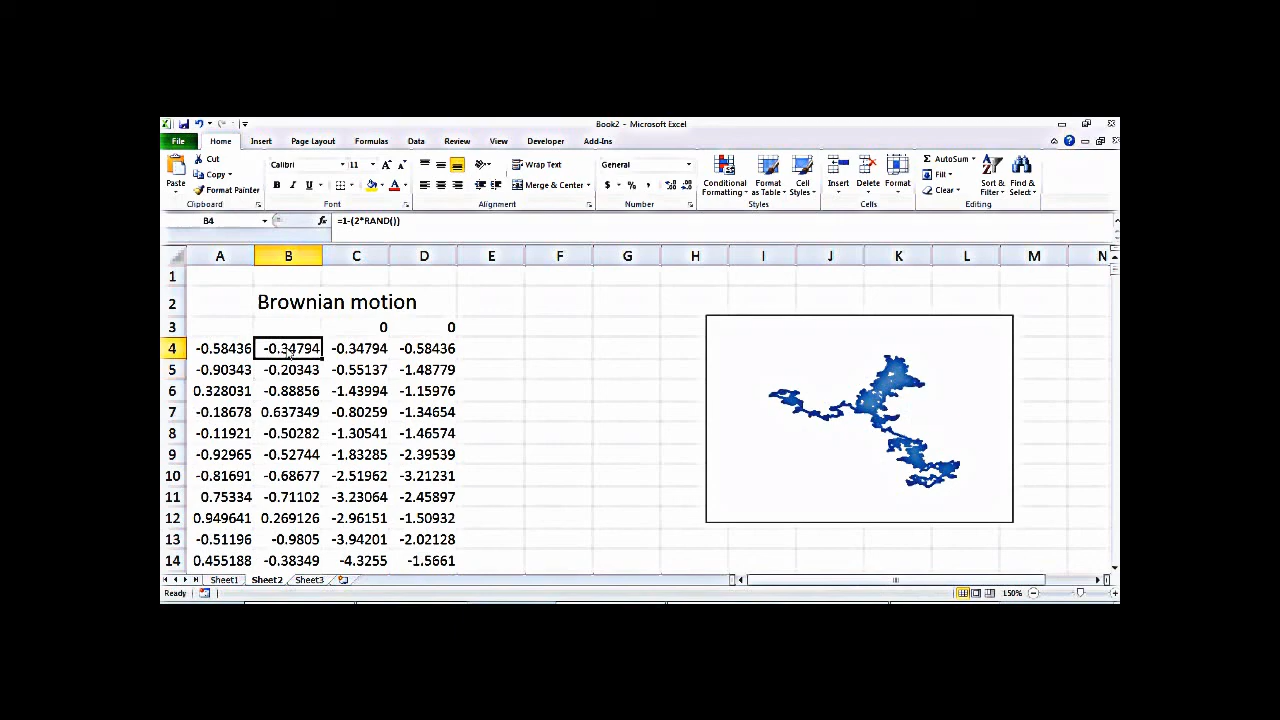 Book2 - Microsoft Excel
File Home Insert Page Layout Formulas Data Review View Developer Add-Ins
Paste Cut Copy Format Painter
Calibri 11 A A Wrap Text General Conditional Formatting Format as Table Cell Styles Insert Delete Format AutoSum Fill Clear Sort & Filter Find & Select
B I U Merge & Center $ % ,
Clipboard Font Alignment Number Styles Cells Editing
B4 fx =1-(2*RAND())
A B C D E F G H I J K L M N
1
2 Brownian motion
3 0 0
4 -0.58436 -0.34794 -0.34794 -0.58436
5 -0.90343 -0.20343 -0.55137 -1.48779
6 0.328031 -0.88856 -1.43994 -1.15976
7 -0.18678 0.637349 -0.80259 -1.34654
8 -0.11921 -0.50282 -1.30541 -1.46574
9 -0.92965 -0.52744 -1.83285 -2.39539
10 -0.81691 -0.68677 -2.51962 -3.21231
11 0.75334 -0.71102 -3.23064 -2.45897
12 0.949641 0.269126 -2.96151 -1.50932
13 -0.51196 -0.9805 -3.94201 -2.02128
14 0.455188 -0.38349 -4.3255 -1.5661
Sheet1 Sheet2 Sheet3
Ready 150%